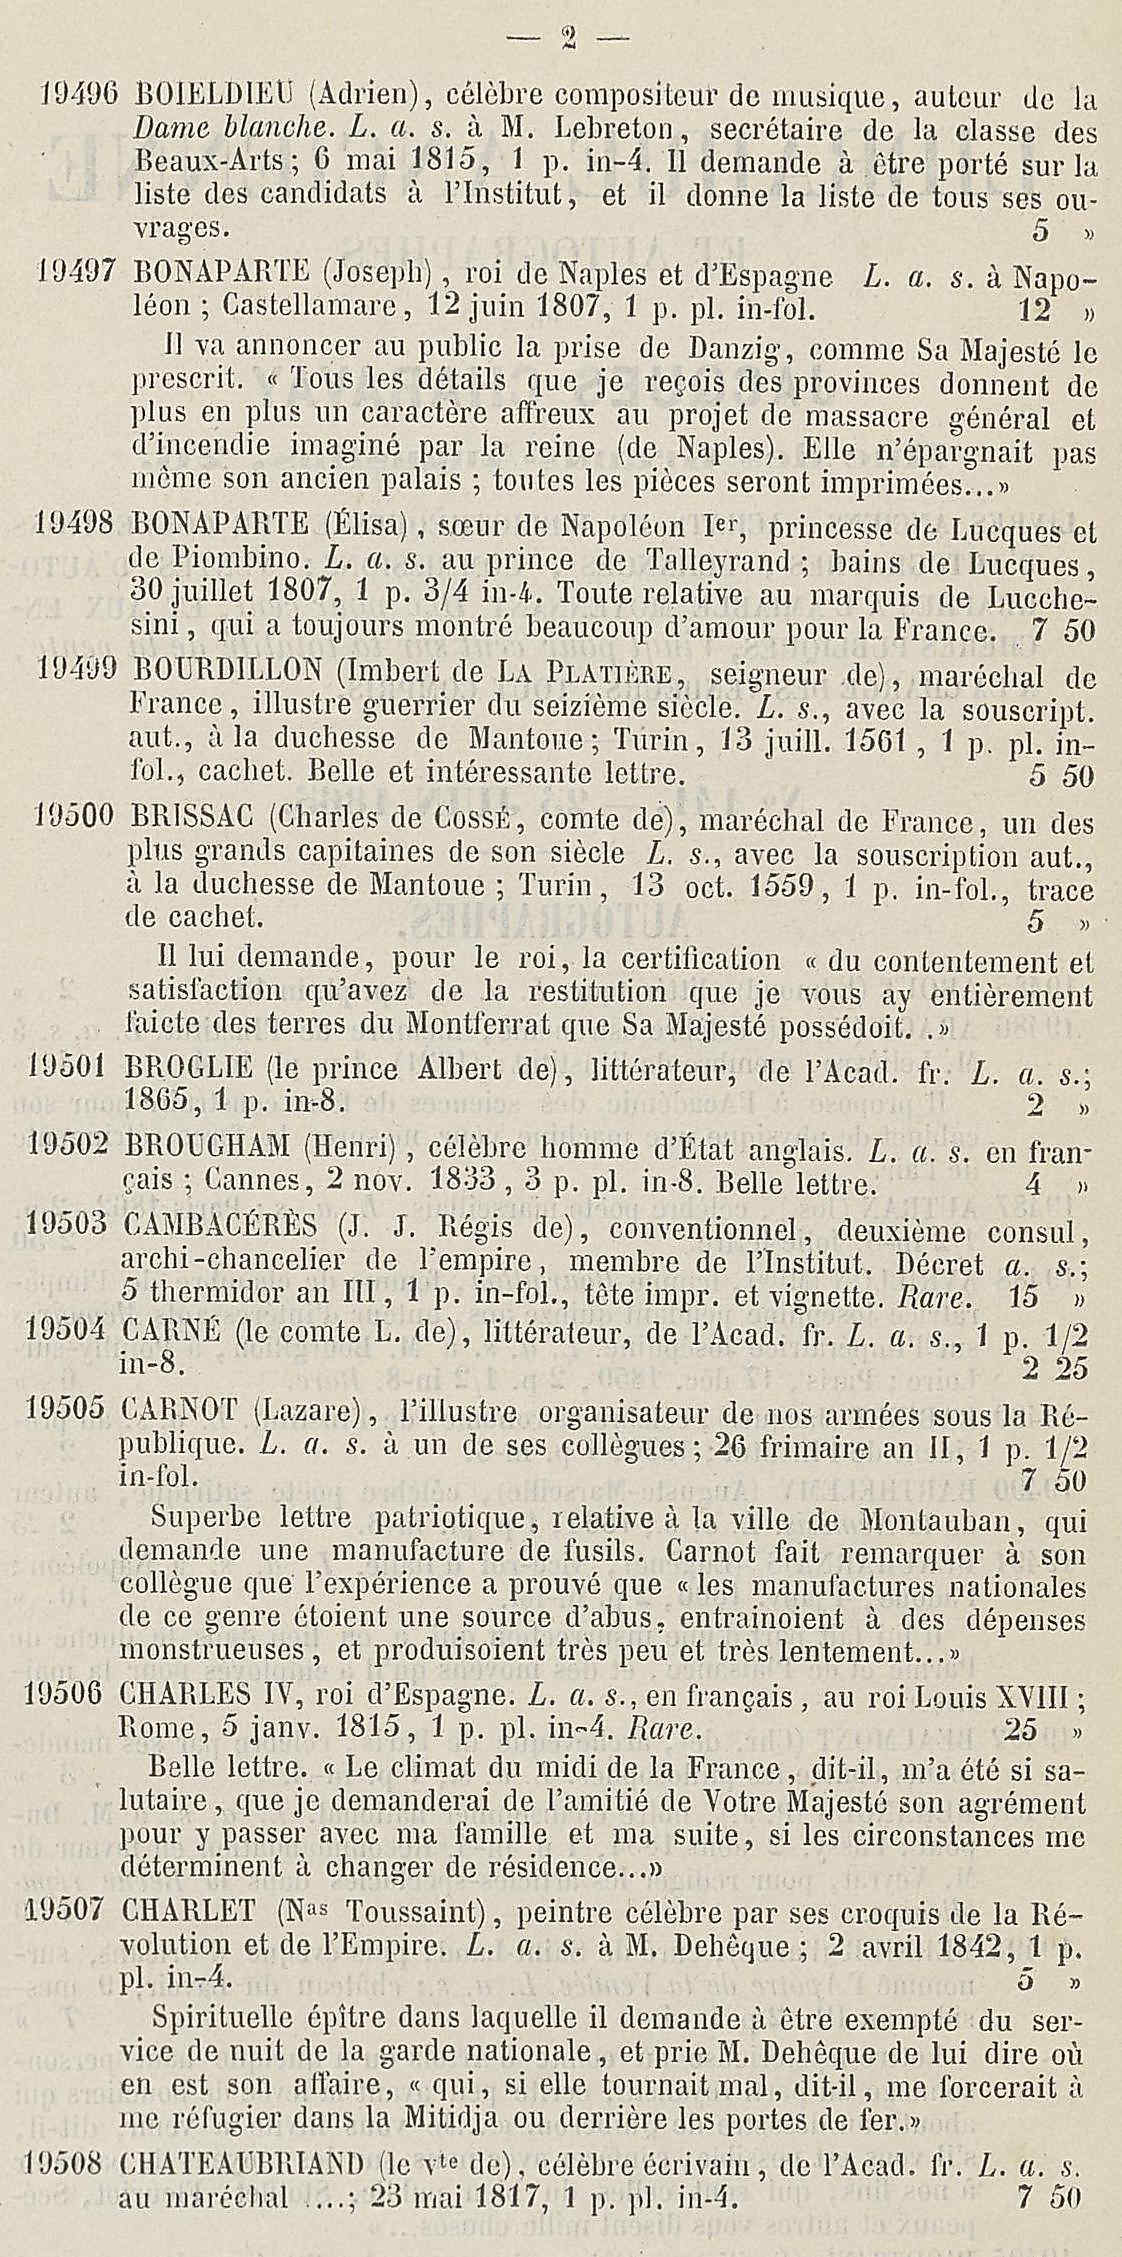 — 2 —
19496 BOIELDIEU (Adrien), célèbre compositeur de musique, auteur de la
Dame blanche. L. a. s. à M. Lebreton, secrétaire de la classe des
Beaux-Arts; 6 mai 1815, 1 p. in-4. Il demande à être porté sur la
liste des candidats à l'Institut, et il donne la liste de tous ses ou-
vrages. 5 »
19497 BONAPARTE (Joseph), roi de Naples et d'Espagne L. a. s. à Napo-
léon; Castellamare, 12 juin 1807, 1 p. pl. in-fol. 12 »
Il va annoncer au public la prise de Danzig, comme Sa Majesté le
prescrit. « Tous les détails que je reçois des provinces donnent de
plus en plus un caractère affreux au projet de massacre général et
d'incendie imaginé par la reine (de Naples). Elle n'épargnait pas
même son ancien palais; toutes les pièces seront imprimées...»
19498 BONAPARTE (Élisa), sœur de Napoléon Ier, princesse de Lucques et
de Piombino. L. a. s. au prince de Talleyrand; bains de Lucques,
30 juillet 1807, 1 p. 3/4 in-4. Toute relative au marquis de Lucche-
sini, qui a toujours montré beaucoup d'amour pour la France. 7 50
19499 BOURDILLON (Imbert de LA PLATIÈRE, seigneur de), maréchal de
France, illustre guerrier du seizième siècle. L. s., avec la souscript.
aut., à la duchesse de Mantoue; Turin, 13 juill. 1561, 1 p. pl. in-
fol., cachet. Belle et intéressante lettre. 5 50
19500 BRISSAC (Charles de COSSÉ, comte de), maréchal de France, un des
plus grands capitaines de son siècle L. s., avec la souscription aut.,
à la duchesse de Mantoue; Turin, 13 oct. 1559, 1 p. in-fol., trace
de cachet. 5 »
Il lui demande, pour le roi, la certification « du contentement et
satisfaction qu'avez de la restitution que je vous ay entièrement
faicte des terres du Montferrat que Sa Majesté possédoit. .»
19501 BROGLIE (le prince Albert de), littérateur, de l'Acad. fr. L. a. s.;
1865, 1 p. in-8. 2 »
19502 BROUGHAM (Henri), célèbre homme d'État anglais. L. a. s. en fran-
çais; Cannes, 2 nov. 1833, 3 p. pl. in-8. Belle lettre. 4 »
19503 CAMBACÉRÈS (J. J. Régis de), conventionnel, deuxième consul,
archi-chancelier de l'empire, membre de l'Institut. Décret a. s.;
5 thermidor an III, 1 p. in-fol., tête impr. et vignette. Rare. 15 »
19504 CARNÉ (le comte L. de), littérateur, de l'Acad. fr. L. a. s., 1 p. 1/2
in-8. 2 25
19505 CARNOT (Lazare), l'illustre organisateur de nos armées sous la Ré-
publique. L. a. s. à un de ses collègues; 26 frimaire an II, 1 p. 1/2
in-fol. 7 50
Superbe lettre patriotique, relative à la ville de Montauban, qui
demande une manufacture de fusils. Carnot fait remarquer à son
collègue que l'expérience a prouvé que « les manufactures nationales
de ce genre étoient une source d'abus, entrainoient à des dépenses
monstrueuses, et produisoient très peu et très lentement...»
19506 CHARLES IV, roi d'Espagne. L. a. s., en français, au roi Louis XVIII;
Rome, 5 janv. 1815, 1 p. pl. in-4. Rare. 25 »
Belle lettre. « Le climat du midi de la France, dit-il, m'a été si sa-
lutaire, que je demanderai de l'amitié de Votre Majesté son agrément
pour y passer avec ma famille et ma suite, si les circonstances me
déterminent à changer de résidence...»
19507 CHARLET (Nas Toussaint), peintre célèbre par ses croquis de la Ré-
volution et de l'Empire. L. a. s. à M. Dehêque; 2 avril 1842, 1 p.
pl. in-4. 5 »
Spirituelle épître dans laquelle il demande à être exempté du ser-
vice de nuit de la garde nationale, et prie M. Dehêque de lui dire où
en est son affaire, « qui, si elle tournait mal, dit-il, me forcerait à
me réfugier dans la Mitidja ou derrière les portes de fer.»
19508 CHATEAUBRIAND (le vte de), célèbre écrivain, de l'Acad. fr. L. a. s.
au maréchal ....; 23 mai 1817, 1 p. pl. in-4. 7 50